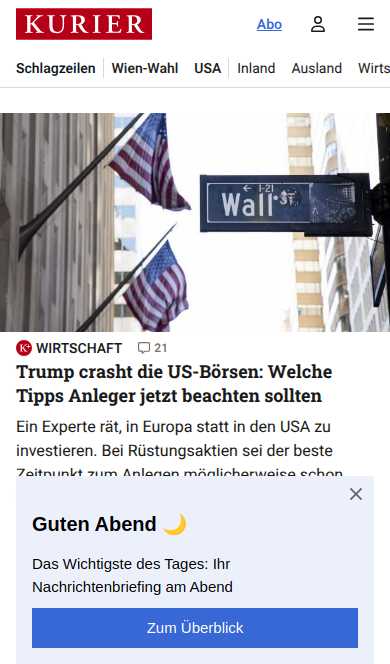 KURIER
Abo
Schlagzeilen Wien-Wahl USA Inland Ausland Wirts
← 1-21
Wall St
K+ WIRTSCHAFT 21
Trump crasht die US-Börsen: Welche
Tipps Anleger jetzt beachten sollten
Ein Experte rät, in Europa statt in den USA zu
investieren. Bei Rüstungsaktien sei der beste
Zeitpunkt zum Anlegen möglicherweise schon
Guten Abend 🌙
Das Wichtigste des Tages: Ihr
Nachrichtenbriefing am Abend
Zum Überblick